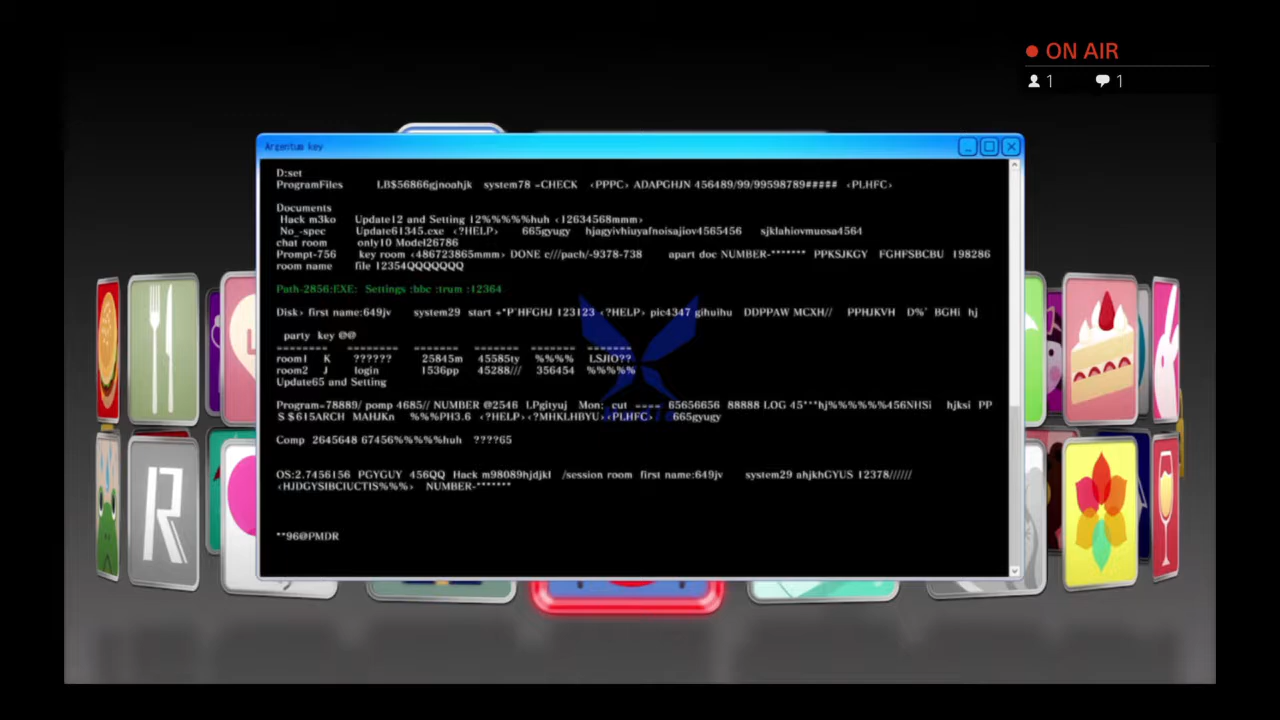 ON AIR
1 1
Argentum key
D:set
ProgramFiles LB$56866gjnoahjk system78 -CHECK <PPPC> ADAPGHJN 456489/99/99598789##### <PLHFC>
Documents
Hack m3ko Update12 and Setting 12%%%%%huh <12634568mmm>
No_-spec Update61345.exe <?HELP> 665gyugy hjagyivhiuyafnoisajiov4565456 sjklahiovmuosa4564
chat room only10 Model26786
Prompt-756 key room <486723865mmm> DONE c///pach/-9378-738 apart doc NUMBER-******* PPKSJKGY FGHFSBCBU 198286
room name file 12354QQQQQQQ
Path-2856:EXE: Settings :bbc :trum :12364
Disk> first name:649jv system29 start +*P'HFGHJ 123123 <?HELP> pic4347 gihuihu DDPPAW MCXH// PPHJKVH D%' BGHi hj
party key @@
======== ======== ======= ======= ======= =======
room1 K ?????? 25845m 45585ty %%%% LSJIO??
room2 J login 1536pp 45288/// 356454 %%%%%
Update65 and Setting
Program=78889/ pomp 4685// NUMBER @2546 LPgityuj Mon: cut ==== 65656656 88888 LOG 45***hj%%%%%%456NHSi hjksi PP
S $615ARCH MAHJKn %%%PH3.6 <?HELP><?MHKLHBYU><PLHFC> 665gyugy
Comp 2645648 67456%%%%%huh ????65
OS:2.7456156 PGYGUY 456QQ Hack m98089hjdjkl /session room first name:649jv system29 ahjkhGYUS 12378//////
<HJDGYSIBCIUCTIS%%%> NUMBER-*******
**96@PMDR
R